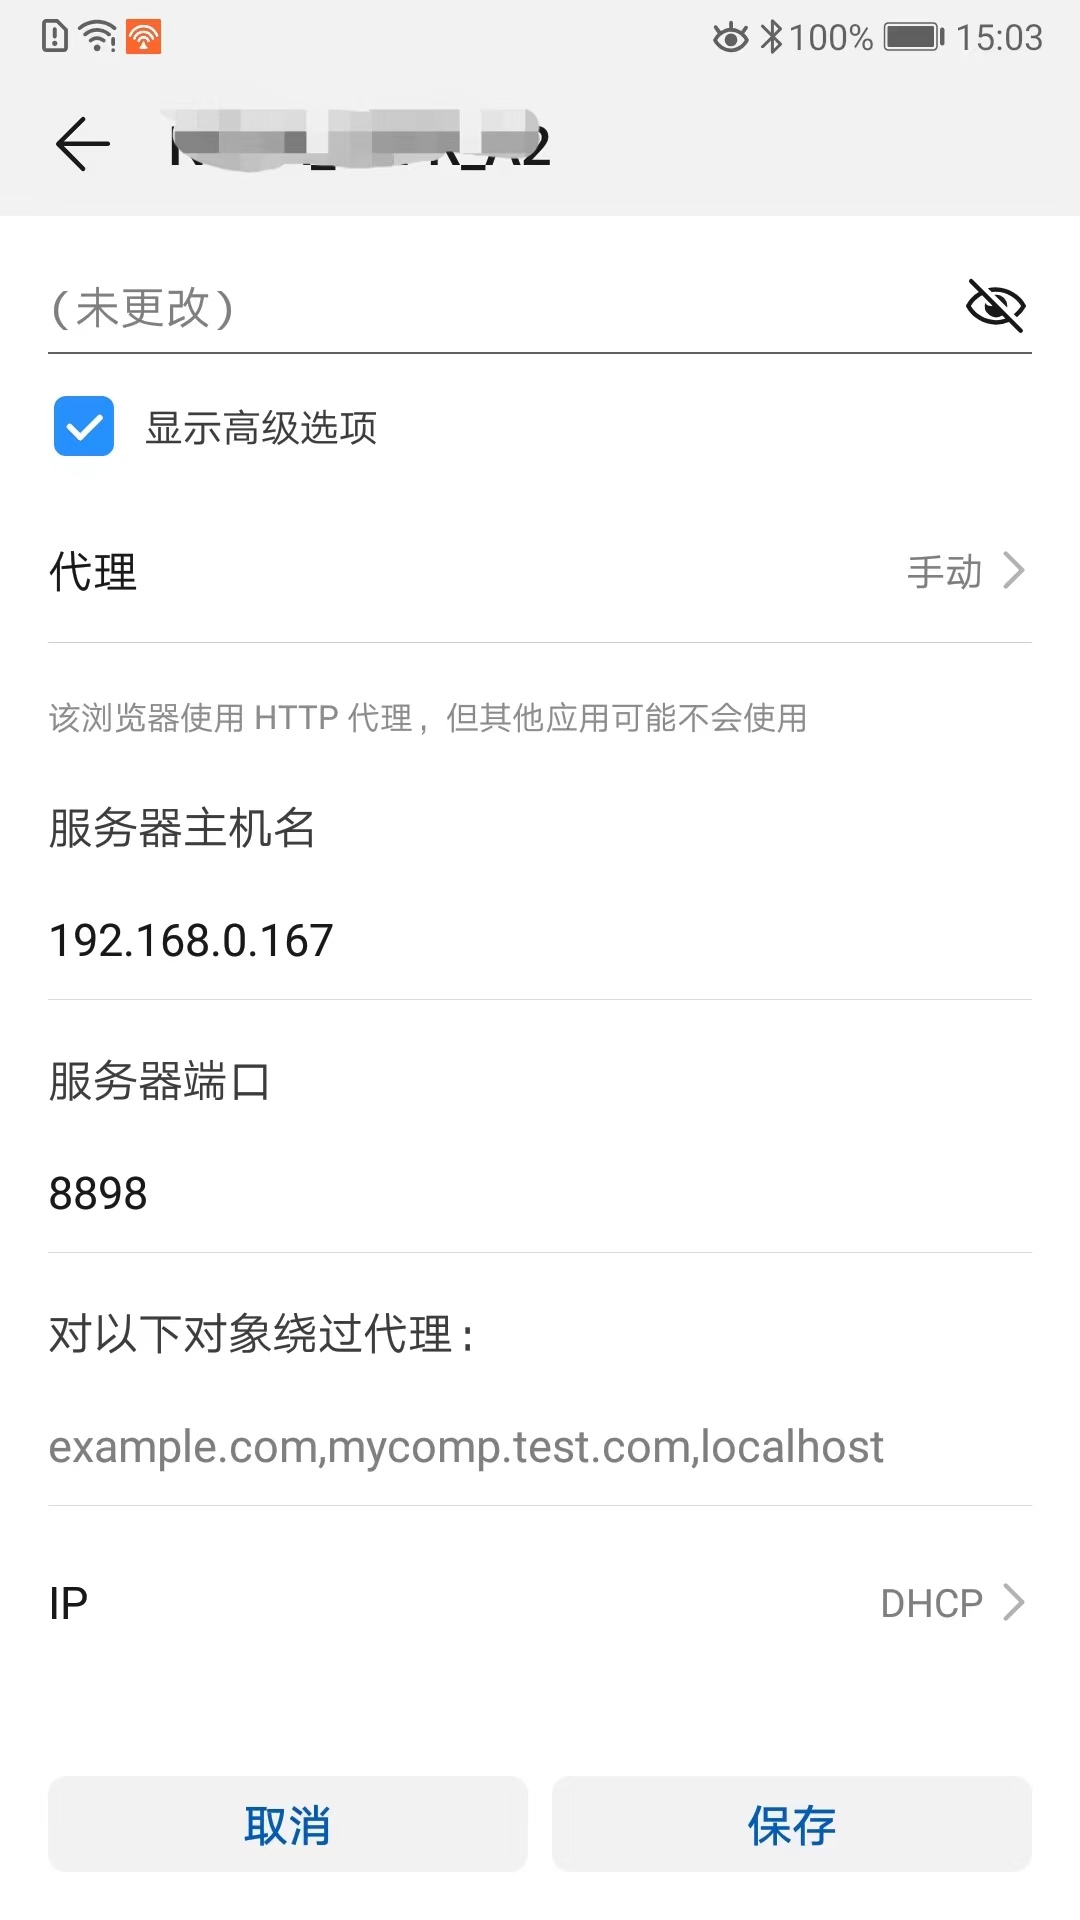 100% 15:03
(未更改)
显示高级选项
代理 手动
该浏览器使用 HTTP 代理，但其他应用可能不会使用
服务器主机名
192.168.0.167
服务器端口
8898
对以下对象绕过代理：
example.com,mycomp.test.com,localhost
IP DHCP
取消 保存